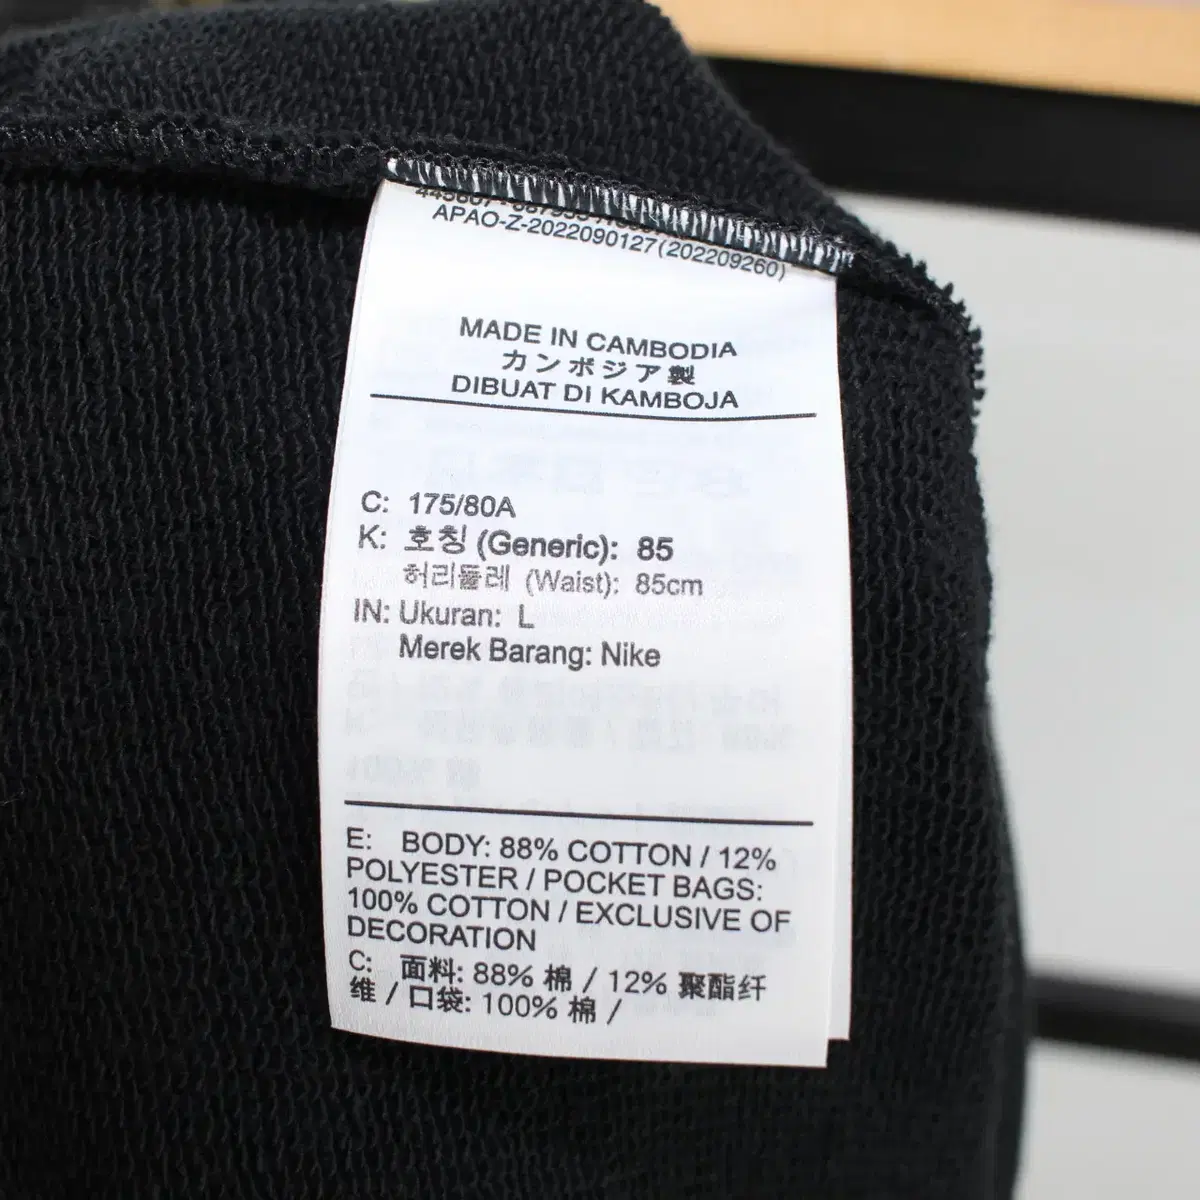 APAO-Z-2022090127(202209260)
MADE IN CAMBODIA
カンボジア製
DIBUAT DI KAMBOJA
C: 175/80A
K: 호칭 (Generic): 85
허리둘레 (Waist): 85cm
IN: Ukuran: L
Merek Barang: Nike
E: BODY: 88% COTTON / 12%
POLYESTER / POCKET BAGS:
100% COTTON / EXCLUSIVE OF
DECORATION
C: 面料: 88% 棉 / 12% 聚酯纤
维 / 口袋: 100% 棉 /